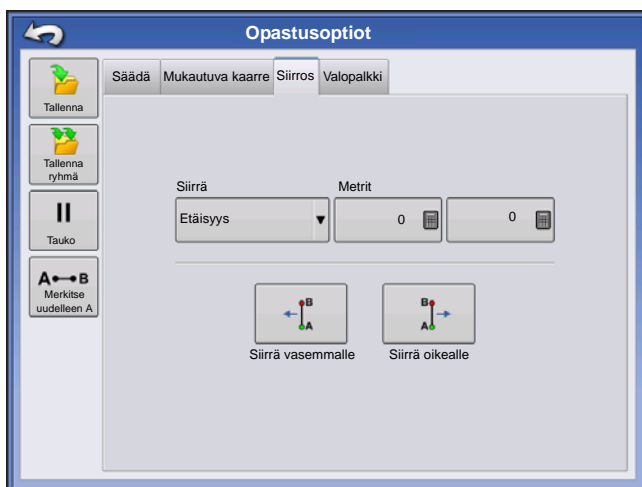 Opastusoptiot
Tallenna
Tallenna
ryhmä
Tauko
A B
Merkitse
uudelleen A
Säädä Mukautuva kaarre Siirros Valopalkki
Siirrä Metrit
Etäisyys 0 0
B
A
Siirrä vasemmalle
B
A
Siirrä oikealle